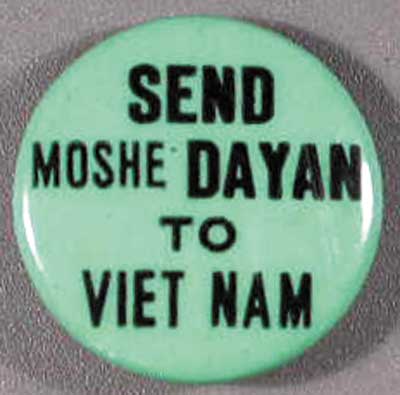 SEND
MOSHE DAYAN
TO
VIET NAM